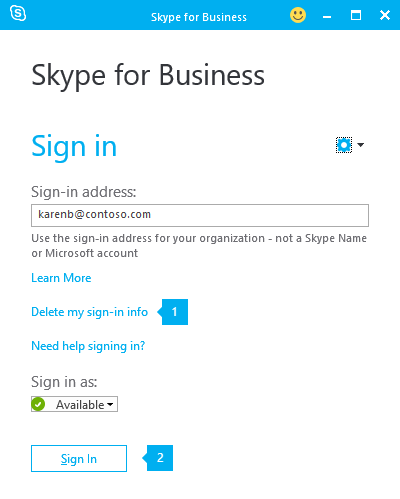 Skype for Business
Skype for Business
Sign in
Sign-in address:
karenb@contoso.com
Use the sign-in address for your organization - not a Skype Name
or Microsoft account
Learn More
Delete my sign-in info
1
Need help signing in?
Sign in as:
Available
Sign In
2